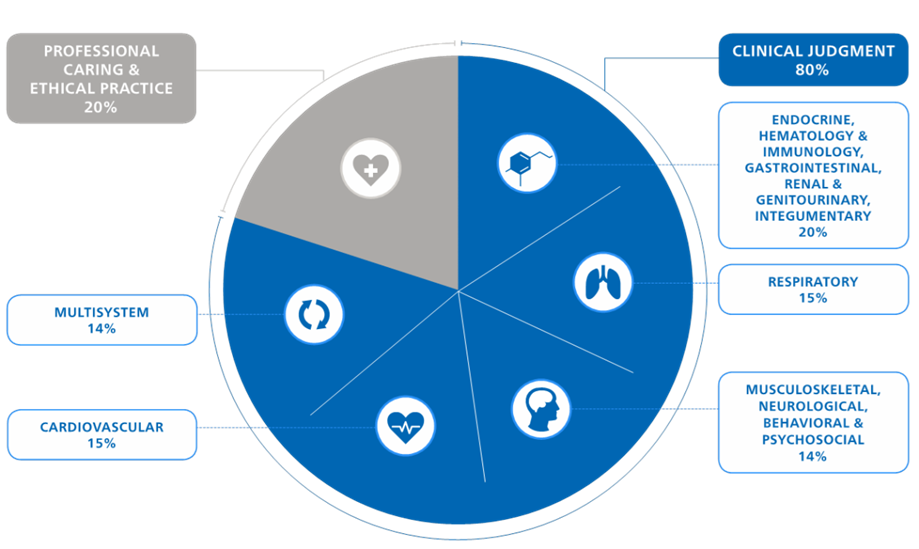 PROFESSIONAL
CARING &
ETHICAL PRACTICE
20%
CLINICAL JUDGMENT
80%
ENDOCRINE,
HEMATOLOGY &
IMMUNOLOGY,
GASTROINTESTINAL,
RENAL &
GENITOURINARY,
INTEGUMENTARY
20%
RESPIRATORY
15%
MUSCULOSKELETAL,
NEUROLOGICAL,
BEHAVIORAL &
PSYCHOSOCIAL
14%
MULTISYSTEM
14%
CARDIOVASCULAR
15%